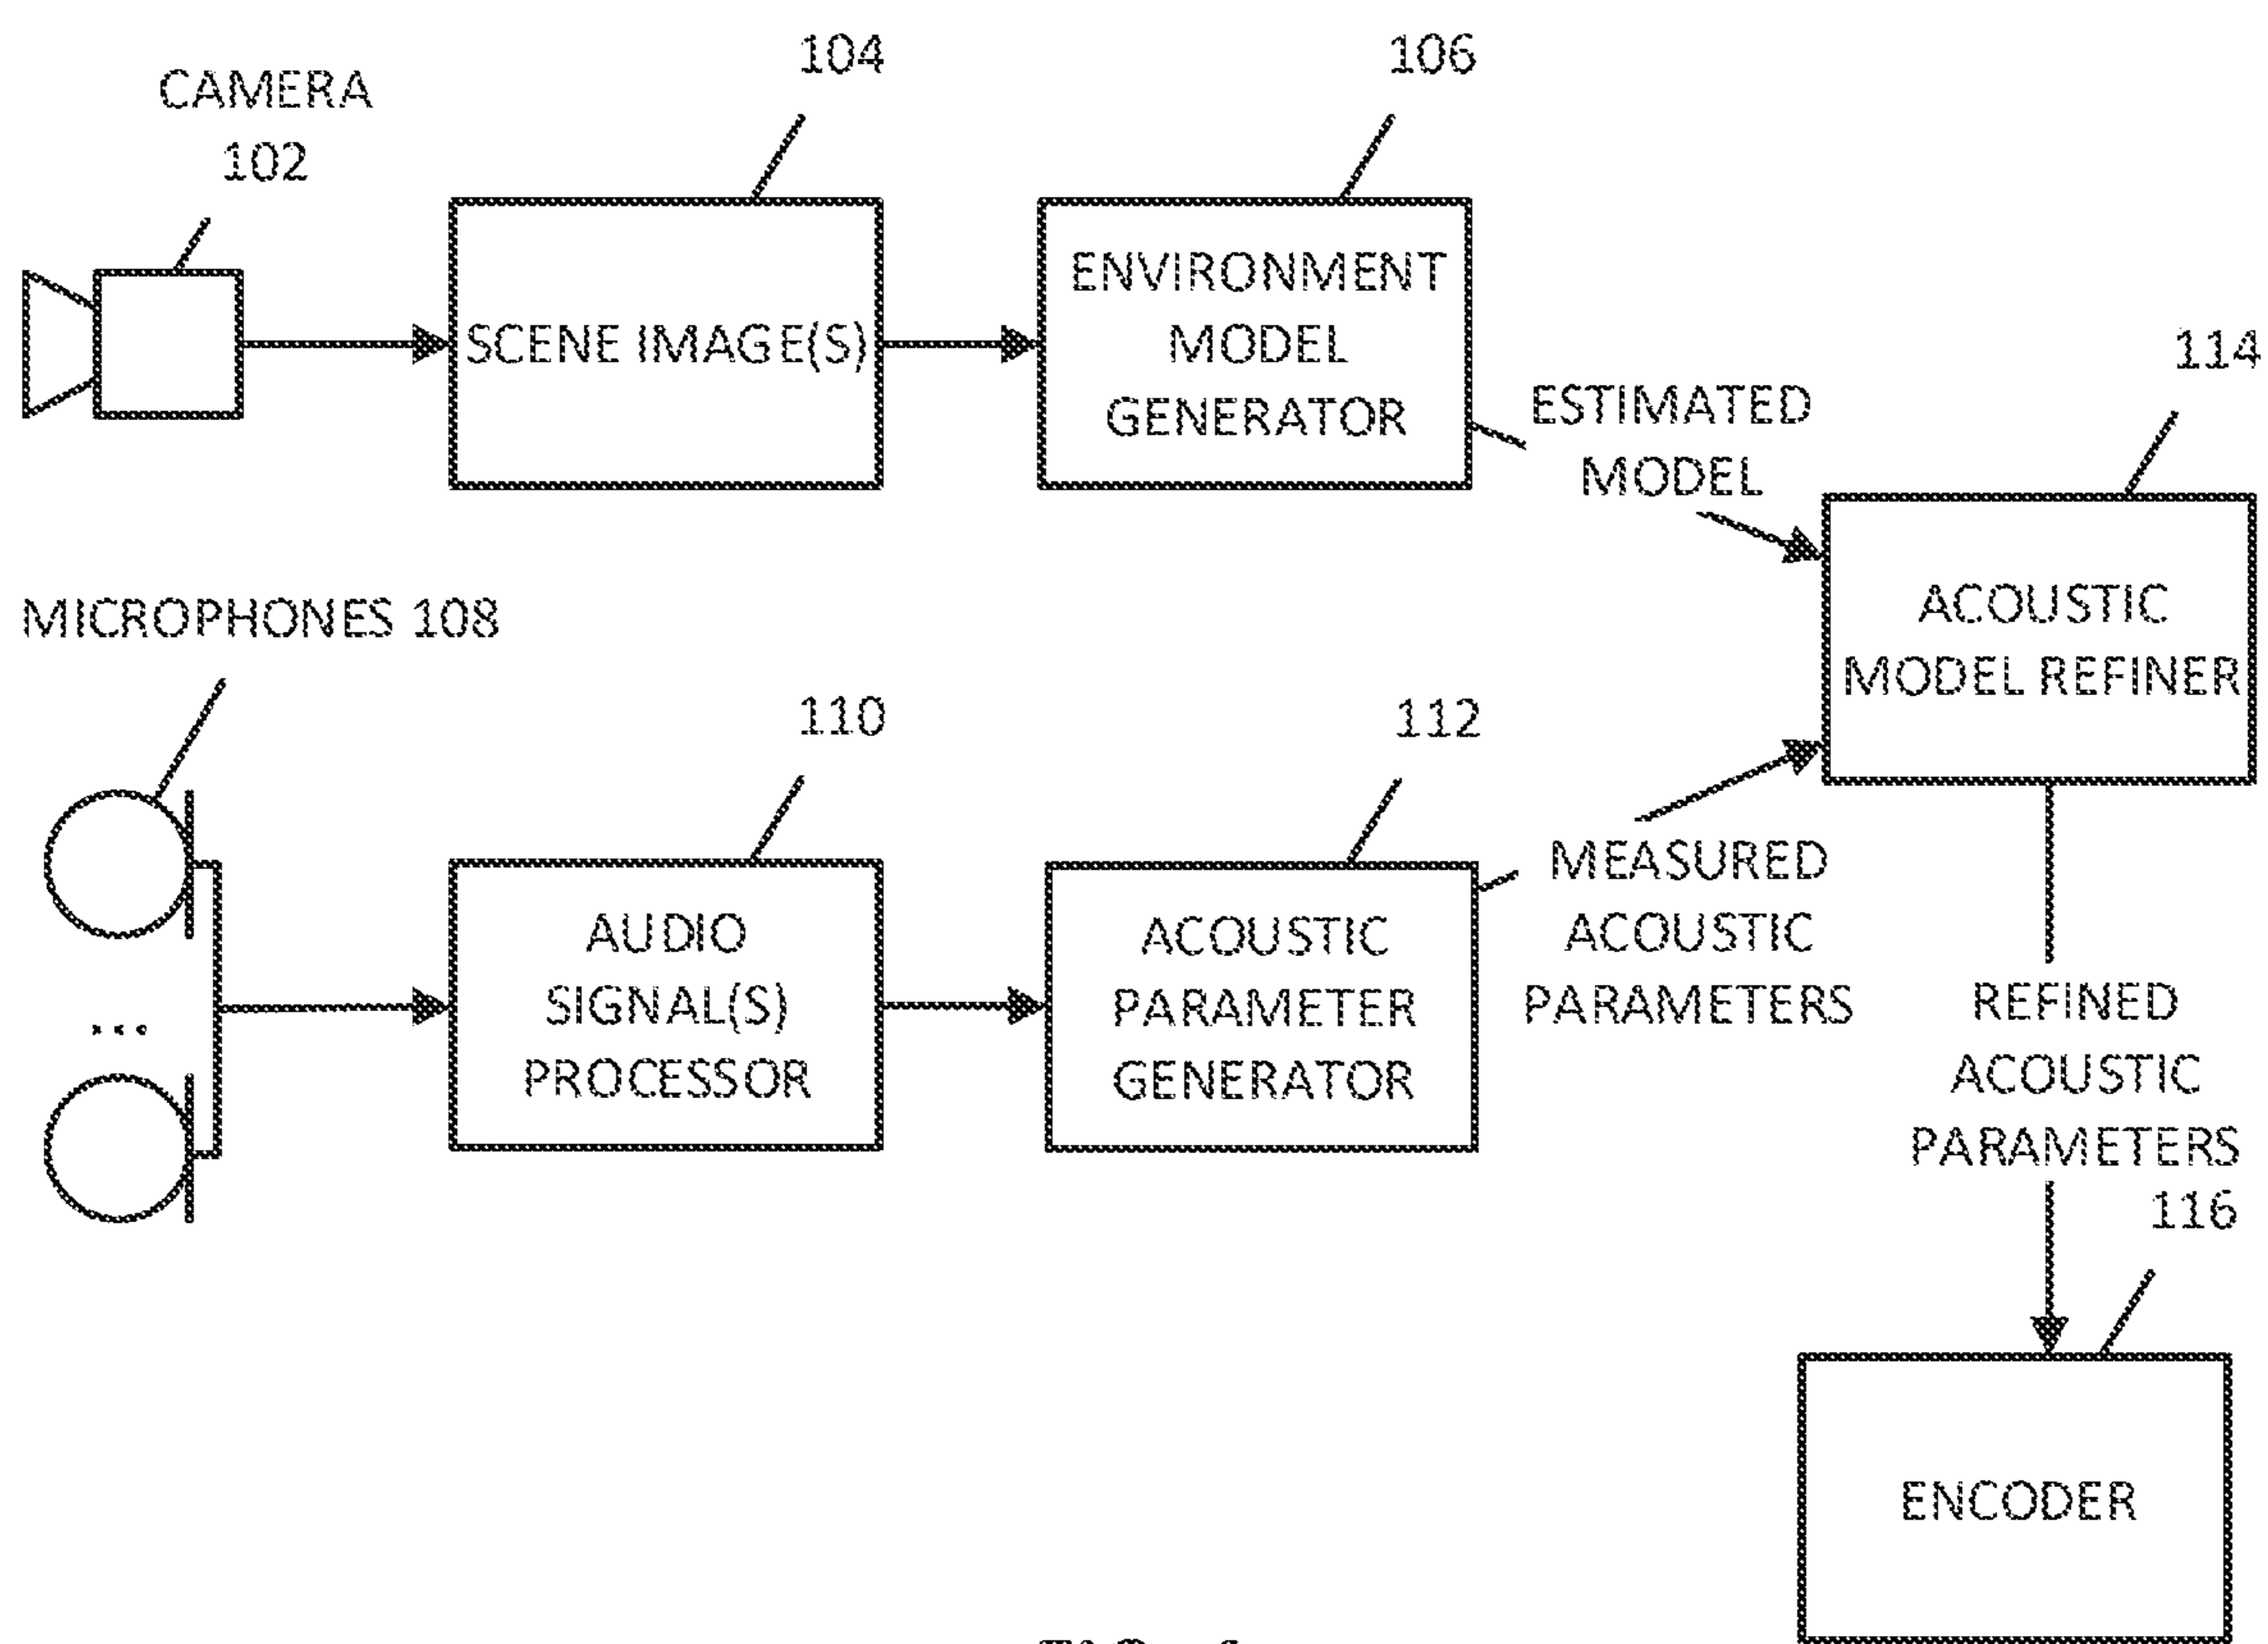 CAMERA
102
104
106
SCENE IMAGE(S)
ENVIRONMENT
MODEL
GENERATOR
ESTIMATED
MODEL
114
ACOUSTIC
MODEL REFINER
MICROPHONES 108
110
112
...
AUDIO
SIGNAL(S)
PROCESSOR
ACOUSTIC
PARAMETER
GENERATOR
MEASURED
ACOUSTIC
PARAMETERS
REFINED
ACOUSTIC
PARAMETERS
116
ENCODER